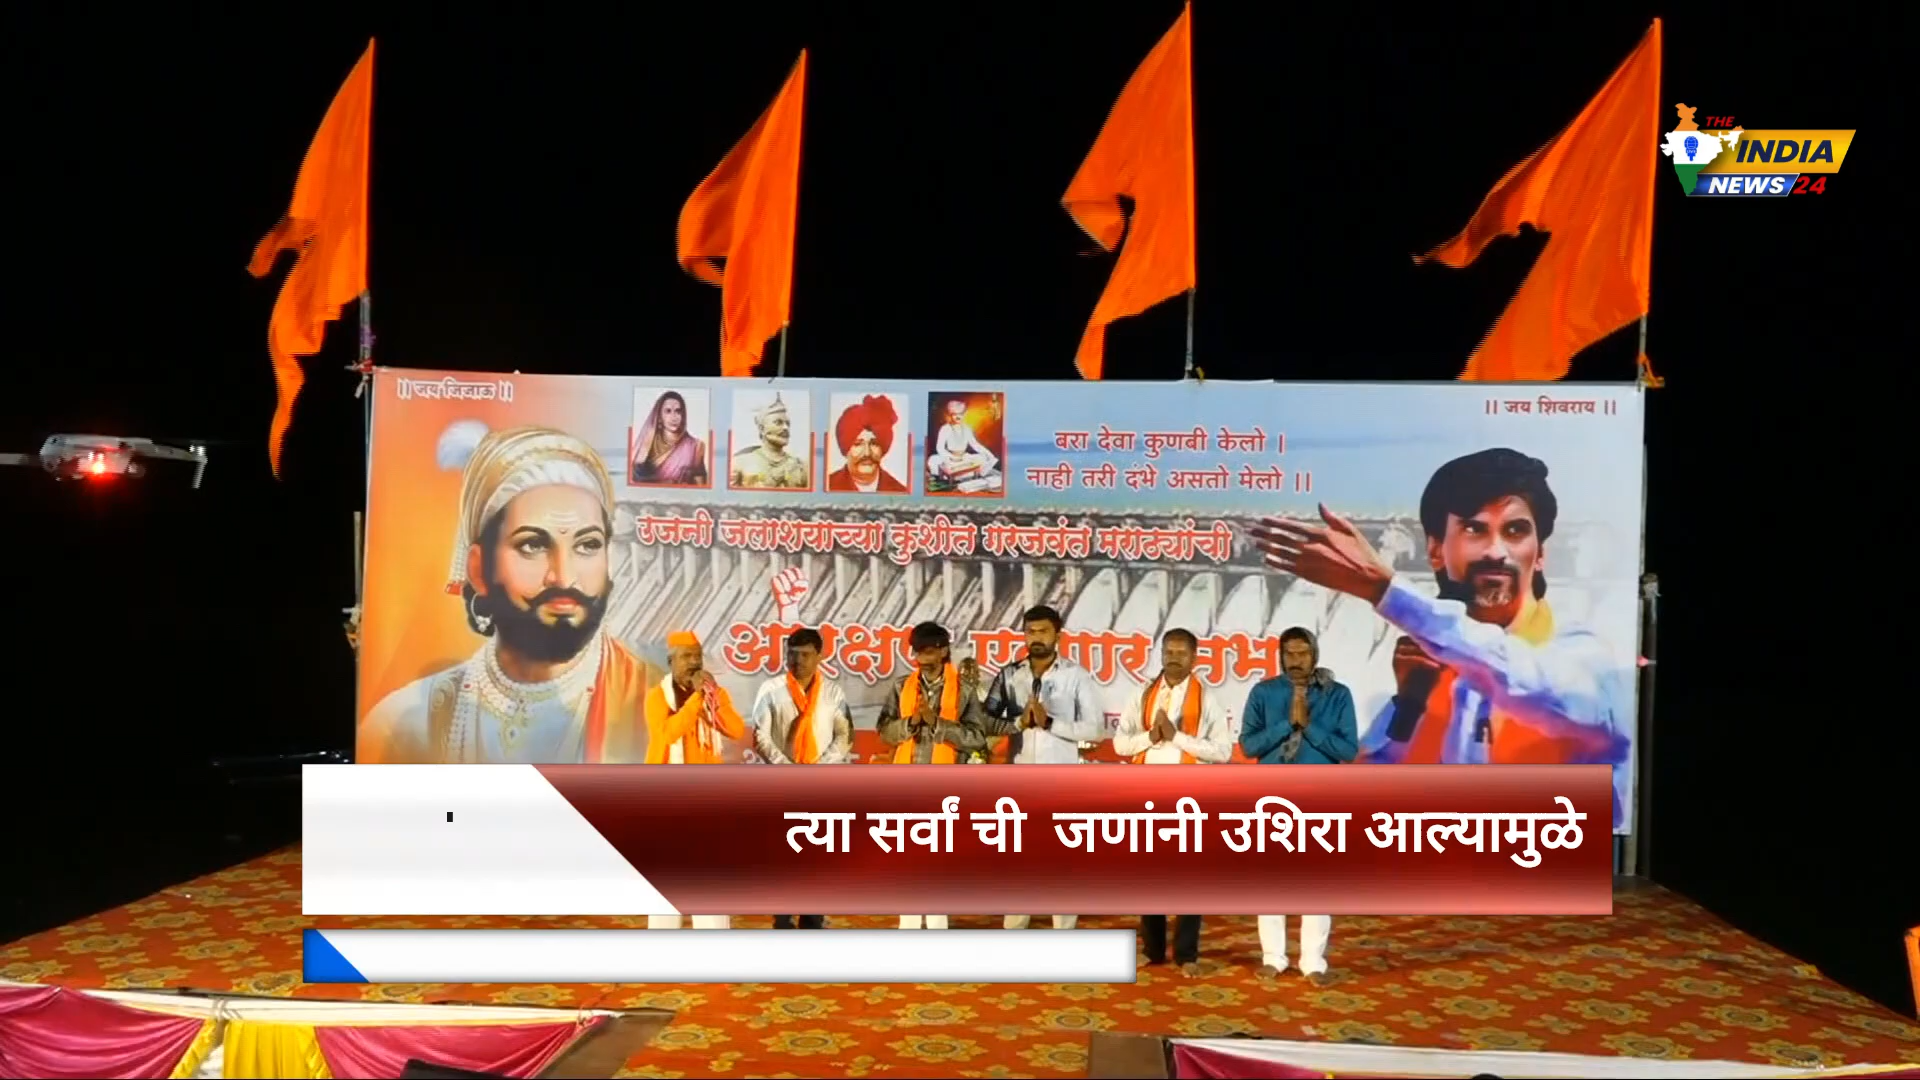 THE
INDIA
NEWS 24
|| जय जिजाऊ ||
|| जय शिवराय ||
बरा देवा कुणबी केलो |
नाही तरी दंभे असतो मेलो ||
उजनी जलाशयाच्या कुशीत गरजवंत मराठ्यांची
त्या सर्वां ची जणांनी उशिरा आल्यामुळे